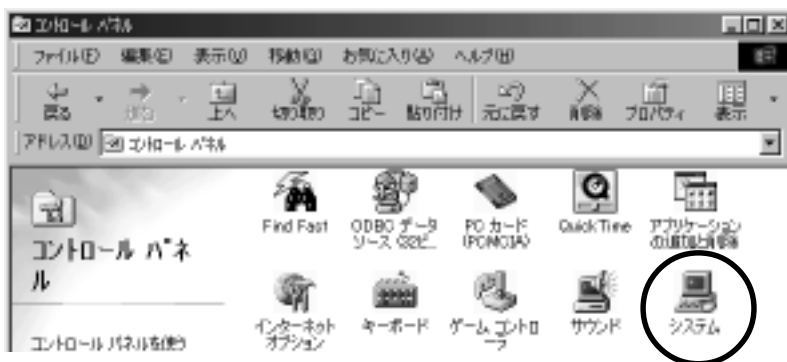 コントロール パネル
ファイル(F) 編集(E) 表示(V) 移動(G) お気に入り(A) ヘルプ(H)
戻る 進む 上へ 切り取り コピー 貼り付け 元に戻す 削除 プロパティ 表示
アドレス(D) コントロール パネル
コントロール パネ
ル
コントロール パネルを使う
Find Fast
ODBC データ
ソース (32ビ...
PC カード
(PCMCIA)
QuickTime
アプリケーション
の追加と削除
インターネット
オプション
キーボード
ゲーム コントロ
ーラ
サウンド
システム